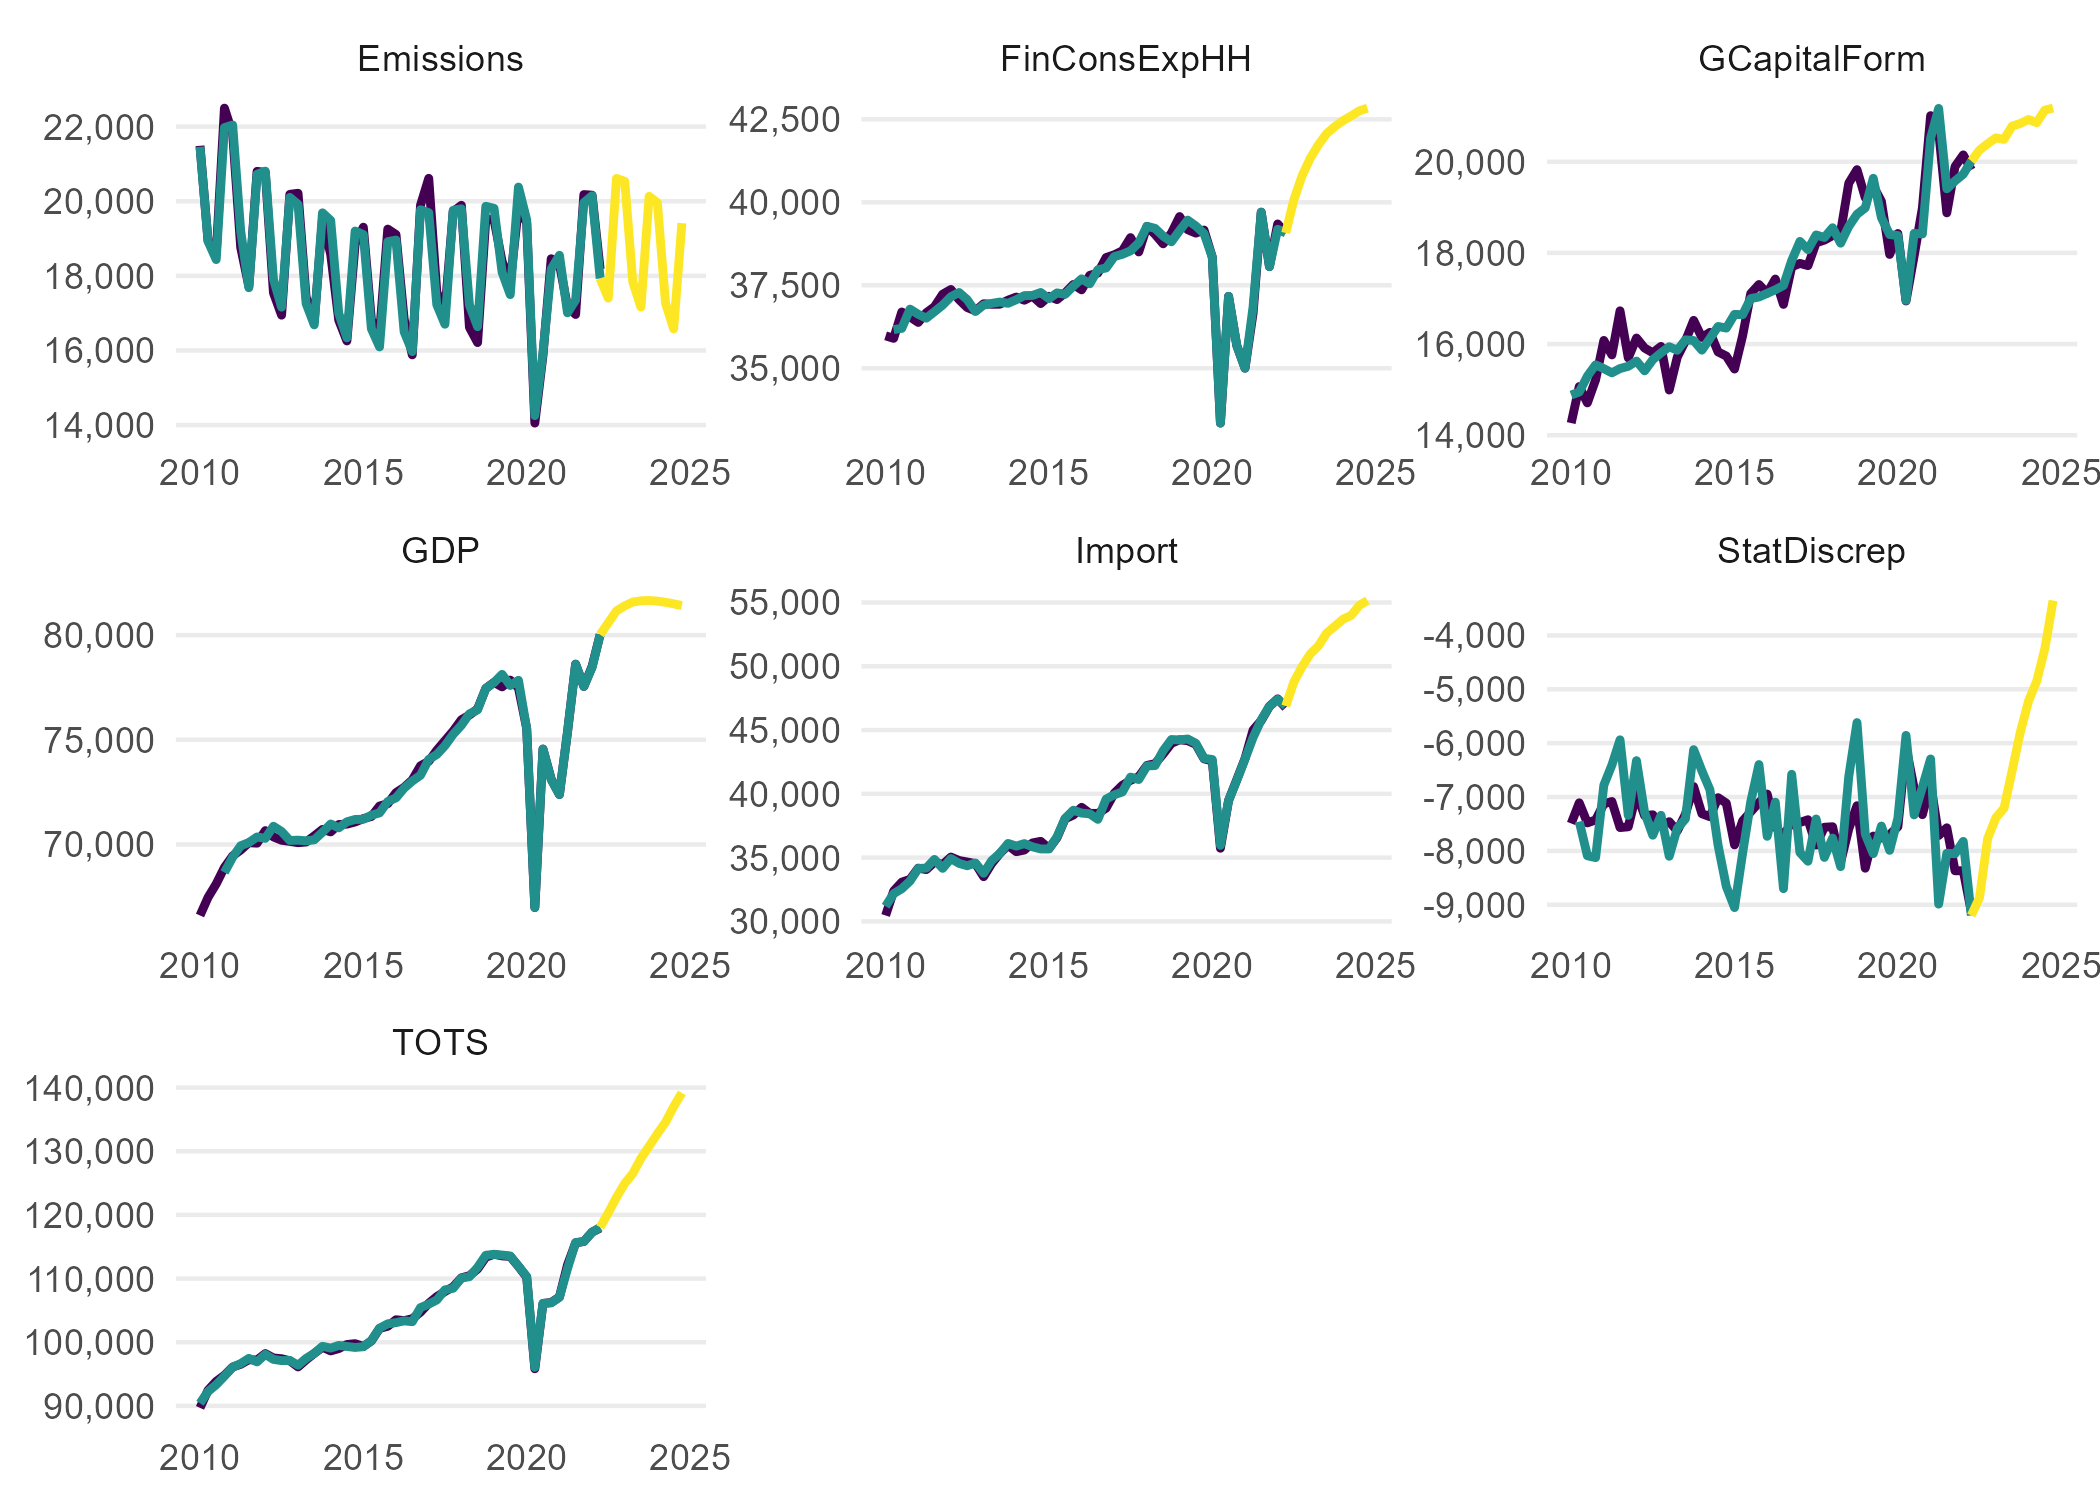 Emissions
FinConsExpHH
GCapitalForm
22,000
20,000
18,000
16,000
14,000
42,500
40,000
37,500
35,000
20,000
18,000
16,000
14,000
2010 2015 2020 2025
2010 2015 2020 2025
2010 2015 2020 2025
GDP
Import
StatDiscrep
80,000
75,000
70,000
55,000
50,000
45,000
40,000
35,000
30,000
-4,000
-5,000
-6,000
-7,000
-8,000
-9,000
2010 2015 2020 2025
2010 2015 2020 2025
2010 2015 2020 2025
TOTS
140,000
130,000
120,000
110,000
100,000
90,000
2010 2015 2020 2025